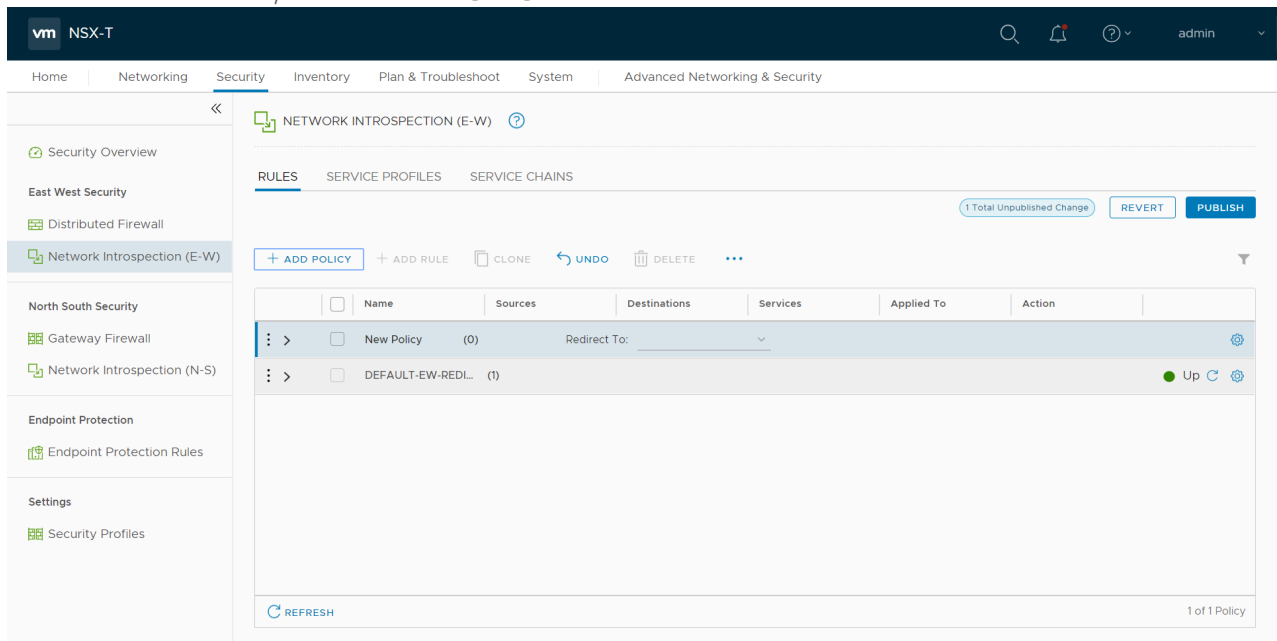 vm NSX-T admin
Home Networking Security Inventory Plan & Troubleshoot System Advanced Networking & Security
NETWORK INTROSPECTION (E-W)
Security Overview
East West Security
Distributed Firewall
Network Introspection (E-W)
North South Security
Gateway Firewall
Network Introspection (N-S)
Endpoint Protection
Endpoint Protection Rules
Settings
Security Profiles
RULES SERVICE PROFILES SERVICE CHAINS
1 Total Unpublished Change REVERT PUBLISH
+ ADD POLICY + ADD RULE CLONE UNDO DELETE ...
Name Sources Destinations Services Applied To Action
New Policy (0) Redirect To:
DEFAULT-EW-REDI... (1) Up
REFRESH 1 of 1 Policy